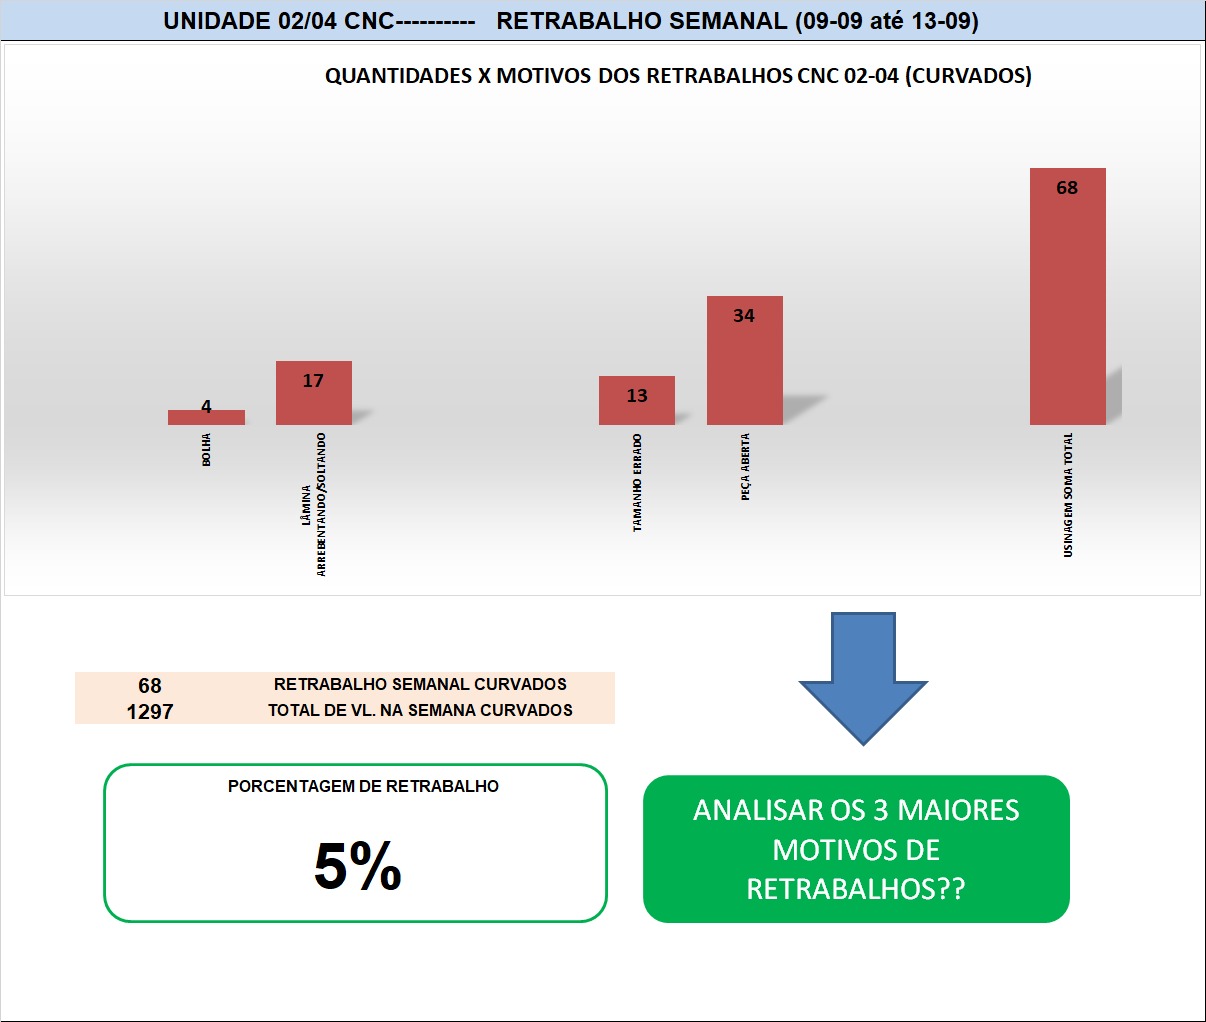 UNIDADE 02/04 CNC---------- RETRABALHO SEMANAL (09-09 até 13-09)
QUANTIDADES X MOTIVOS DOS RETRABALHOS CNC 02-04 (CURVADOS)
4
17
13
34
68
BOLHA
LÂMINA
ARREBENTANDO/SOLTANDO
TAMANHO ERRADO
PEÇA ABERTA
USINAGEM SOMA TOTAL
68 RETRABALHO SEMANAL CURVADOS
1297 TOTAL DE VL. NA SEMANA CURVADOS
PORCENTAGEM DE RETRABALHO
5%
ANALISAR OS 3 MAIORES
MOTIVOS DE
RETRABALHOS??